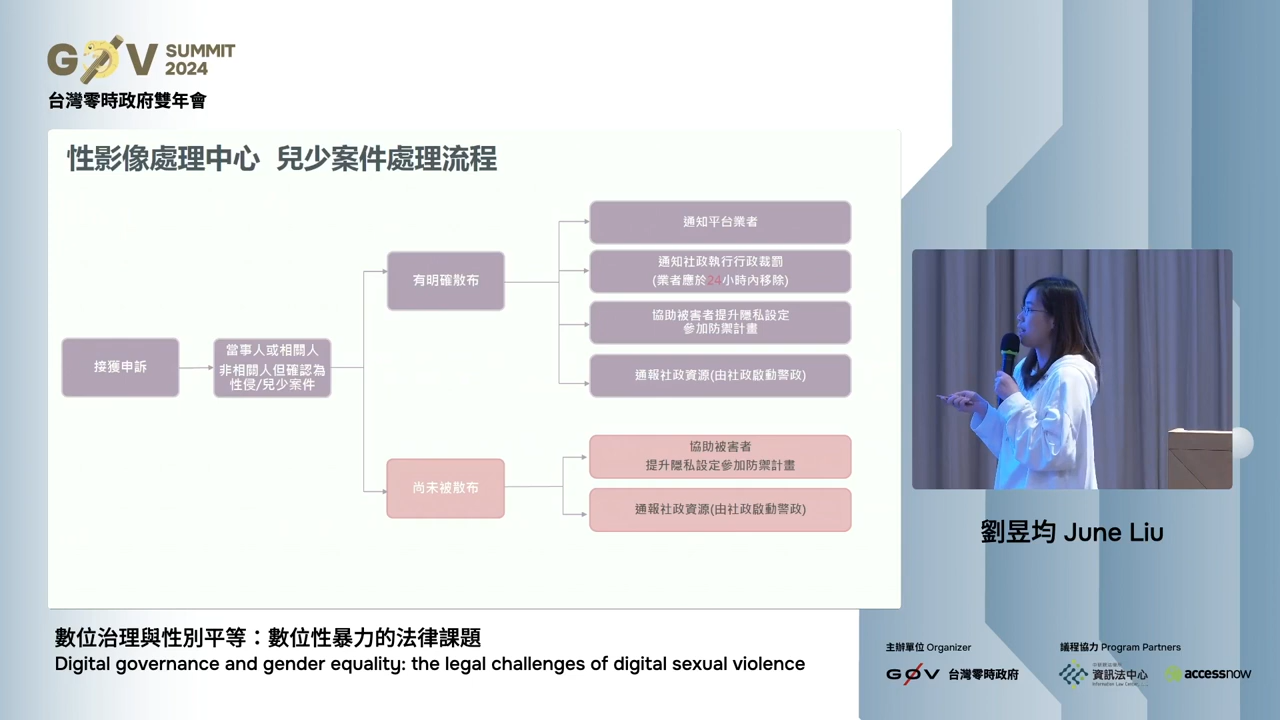 G0V SUMMIT 2024
台灣零時政府雙年會
性影像處理中心 兒少案件處理流程
接獲申訴
當事人或相關人
非相關人但確認為
性侵/兒少案件
有明確散布
通知平台業者
通知社政執行行政裁罰
(業者應於24小時內移除)
協助被害者提升隱私設定
參加防禦計畫
通報社政資源(由社政啟動警政)
尚未被散布
協助被害者
提升隱私設定參加防禦計畫
通報社政資源(由社政啟動警政)
劉昱均 June Liu
數位治理與性別平等：數位性暴力的法律課題
Digital governance and gender equality: the legal challenges of digital sexual violence
主辦單位 Organizer
G0V 台灣零時政府
議程協力 Program Partners
資訊法中心
Information Law Center
accessnow